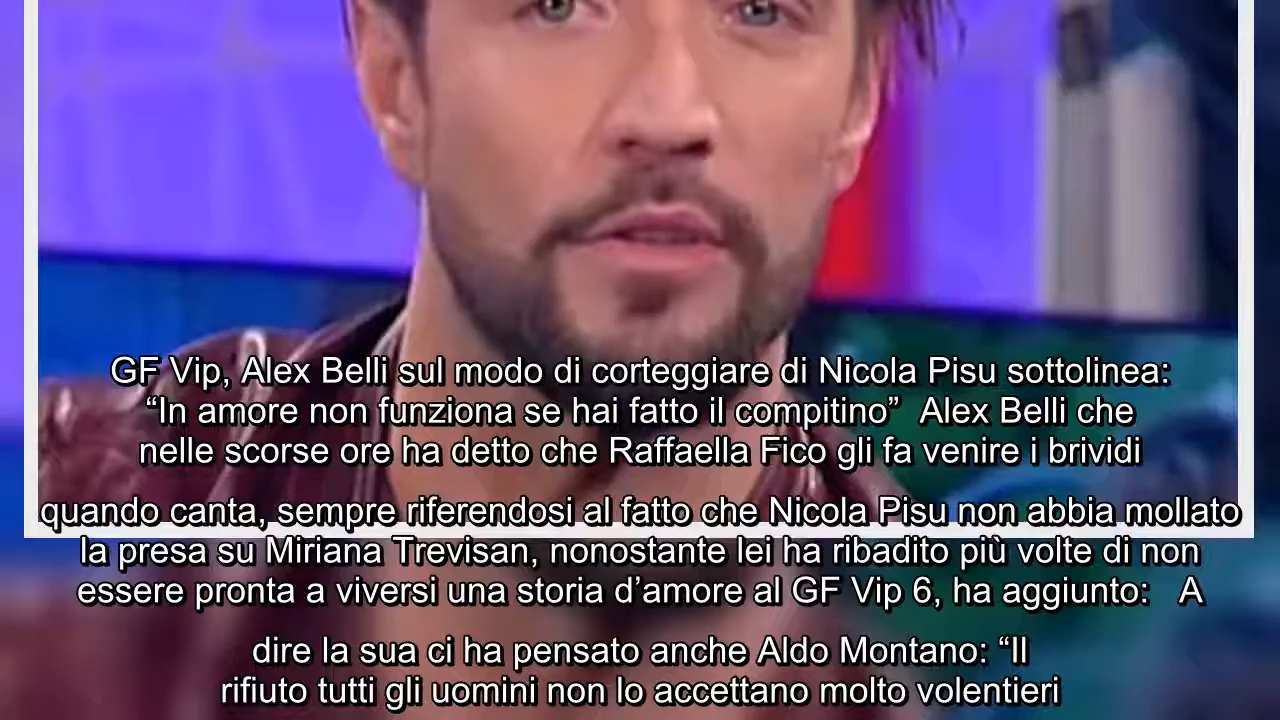 GF Vip, Alex Belli sul modo di corteggiare di Nicola Pisu sottolinea:
“In amore non funziona se hai fatto il compitino” Alex Belli che
nelle scorse ore ha detto che Raffaella Fico gli fa venire i brividi
quando canta, sempre riferendosi al fatto che Nicola Pisu non abbia mollato
la presa su Miriana Trevisan, nonostante lei ha ribadito più volte di non
essere pronta a viversi una storia d’amore al GF Vip 6, ha aggiunto: A
dire la sua ci ha pensato anche Aldo Montano: “Il
rifiuto tutti gli uomini non lo accettano molto volentieri